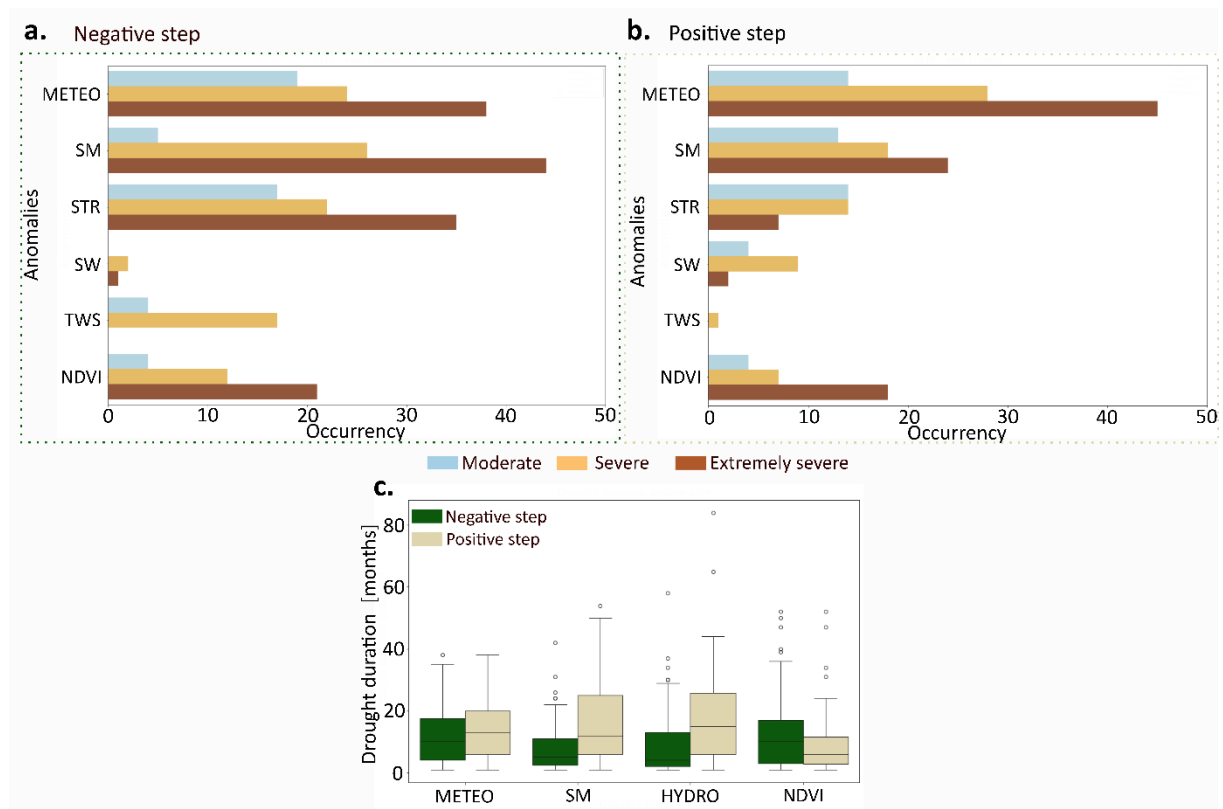 a. Negative step
Anomalies
METEO
SM
STR
SW
TWS
NDVI
0 10 20 30 40 50
Occurrency
b. Positive step
Anomalies
METEO
SM
STR
SW
TWS
NDVI
0 10 20 30 40 50
Occurrency
Moderate Severe Extremely severe
c.
Negative step
Positive step
Drought duration [months]
80
60
40
20
0
METEO SM HYDRO NDVI